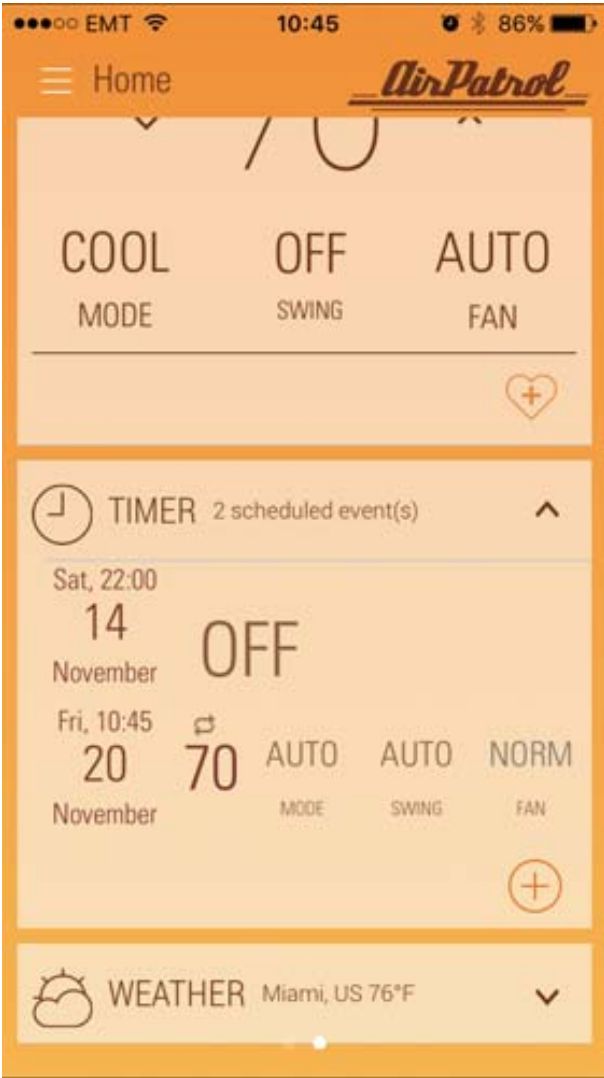 EMT 10:45 86%
Home AirPatrol
70
COOL OFF AUTO
MODE SWING FAN
TIMER 2 scheduled event(s)
Sat, 22:00
14
November
OFF
Fri, 10:45
20
November
70 AUTO AUTO NORM
MODE SWING FAN
WEATHER Miami, US 76°F